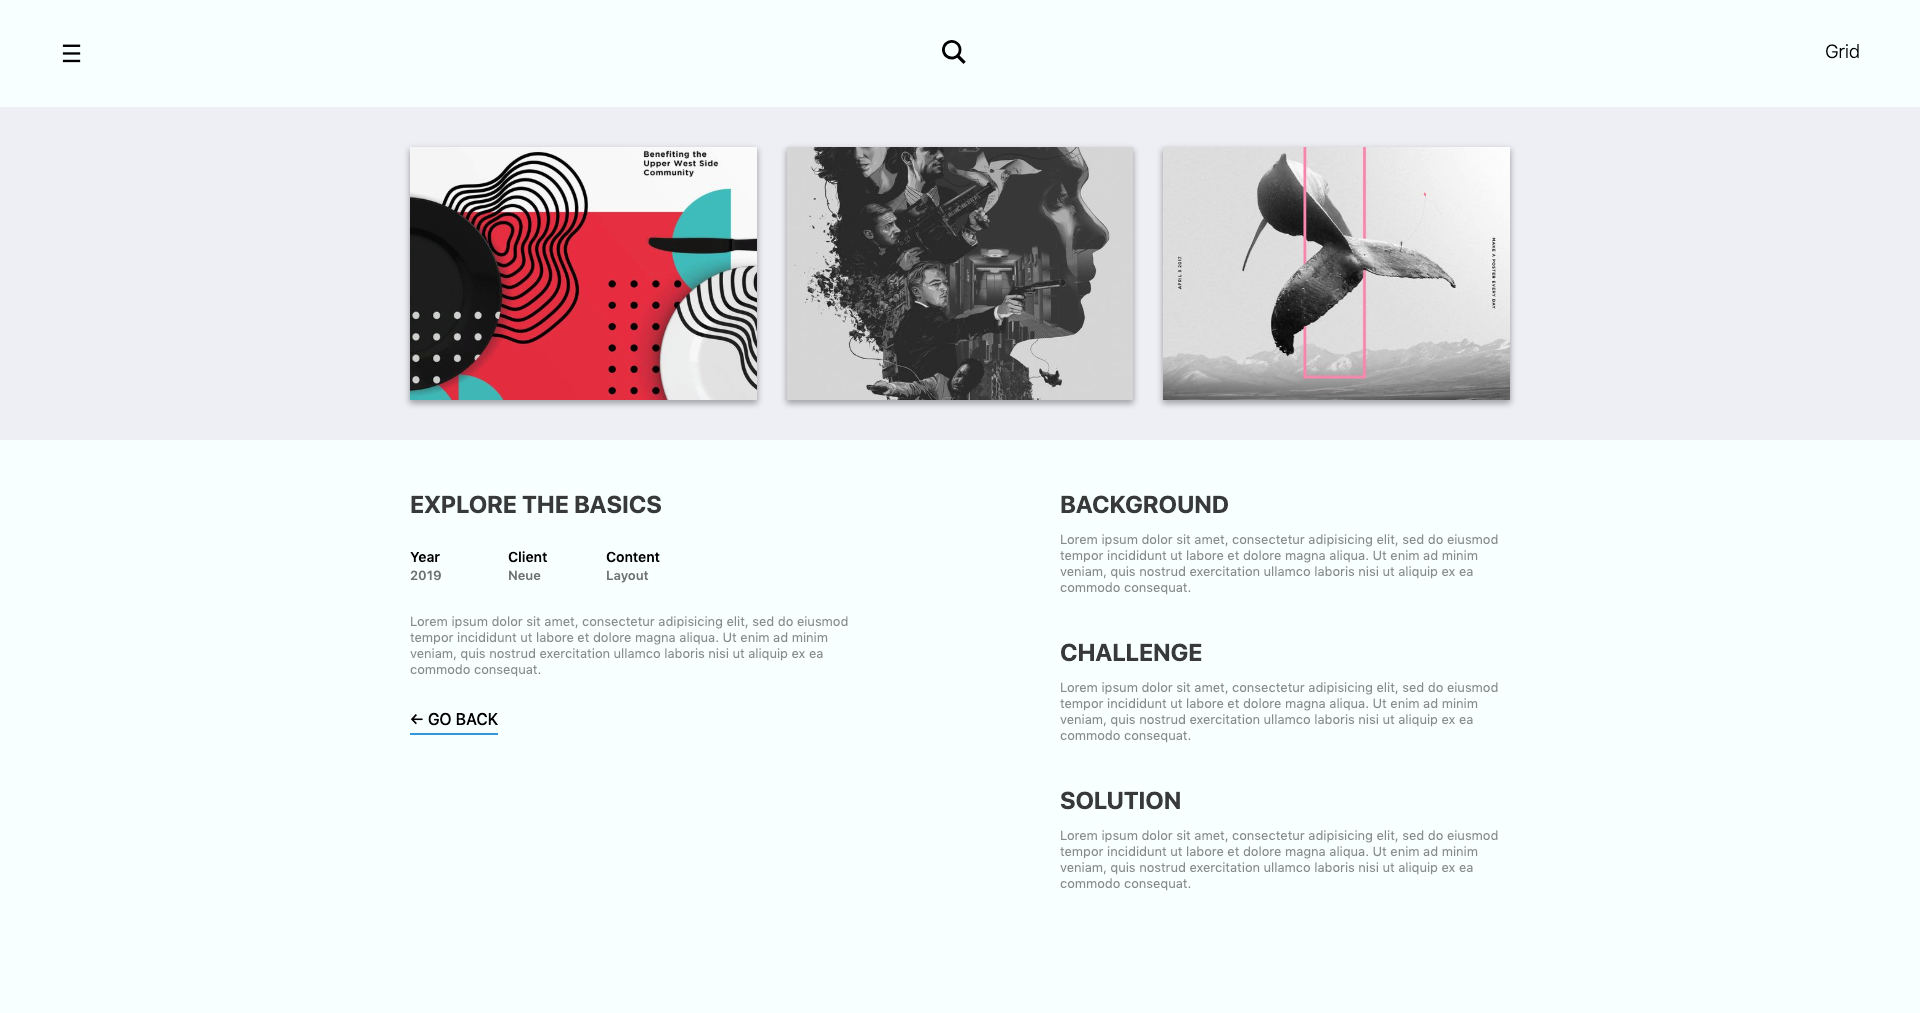 ☰
Grid
Benefiting the
Upper West Side
Community
APRIL 5 2017
MAKE A POSTER EVERY DAY
EXPLORE THE BASICS
Year
Client
Content
2019
Neue
Layout
Lorem ipsum dolor sit amet, consectetur adipisicing elit, sed do eiusmod
tempor incididunt ut labore et dolore magna aliqua. Ut enim ad minim
veniam, quis nostrud exercitation ullamco laboris nisi ut aliquip ex ea
commodo consequat.
← GO BACK
BACKGROUND
Lorem ipsum dolor sit amet, consectetur adipisicing elit, sed do eiusmod
tempor incididunt ut labore et dolore magna aliqua. Ut enim ad minim
veniam, quis nostrud exercitation ullamco laboris nisi ut aliquip ex ea
commodo consequat.
CHALLENGE
Lorem ipsum dolor sit amet, consectetur adipisicing elit, sed do eiusmod
tempor incididunt ut labore et dolore magna aliqua. Ut enim ad minim
veniam, quis nostrud exercitation ullamco laboris nisi ut aliquip ex ea
commodo consequat.
SOLUTION
Lorem ipsum dolor sit amet, consectetur adipisicing elit, sed do eiusmod
tempor incididunt ut labore et dolore magna aliqua. Ut enim ad minim
veniam, quis nostrud exercitation ullamco laboris nisi ut aliquip ex ea
commodo consequat.